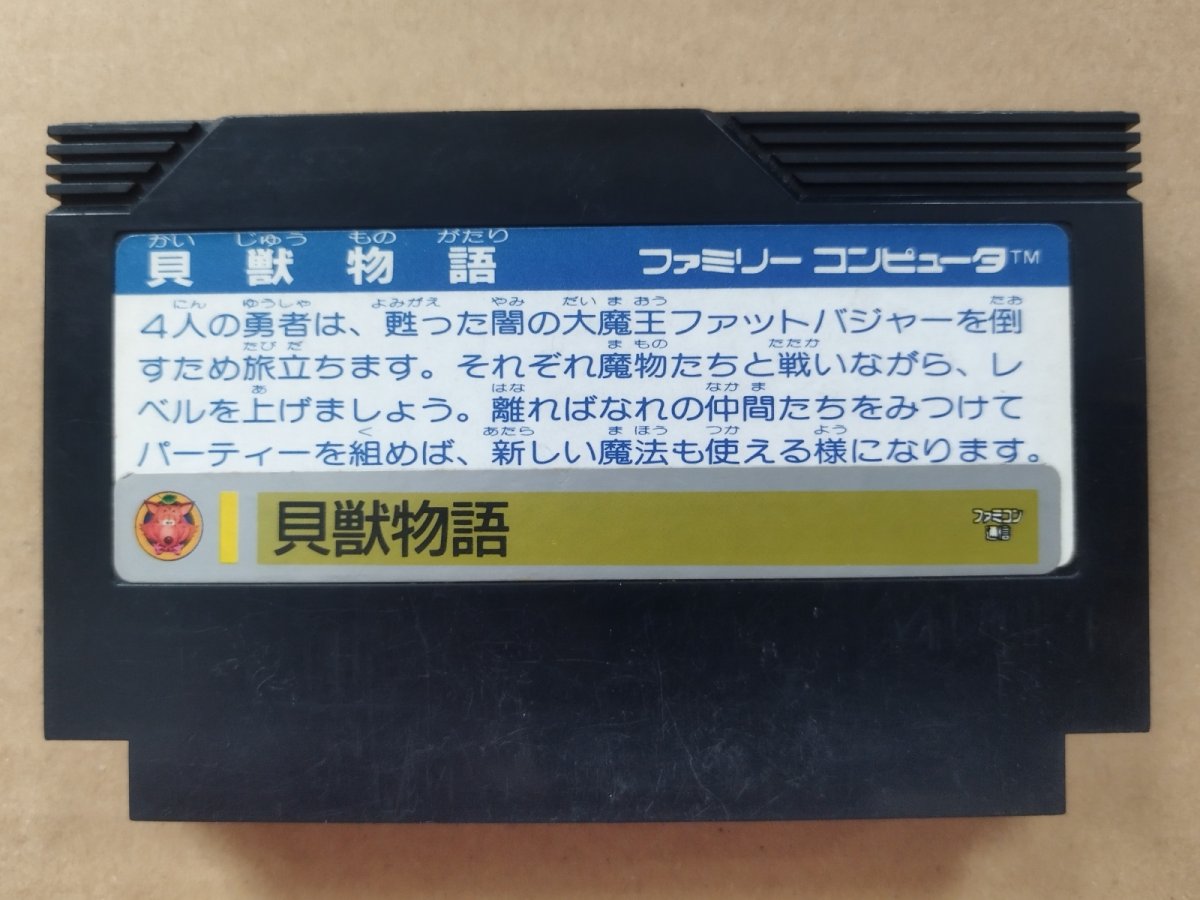 かい じゅう もの がたり
貝獣物語 ファミリーコンピュータ™
にん ゆうしゃ よみがえ やみ だい ま おう たお
4人の勇者は、甦った闇の大魔王ファットバジャーを倒
たび だ ま もの たたか
すため旅立ちます。それぞれ魔物たちと戦いながら、レ
あ はな なか ま
ベルを上げましょう。離ればなれの仲間たちをみつけて
く あたら ま ほう つか よう
パーティーを組めば、新しい魔法も使える様になります。
貝獣物語 ファミコン
通信